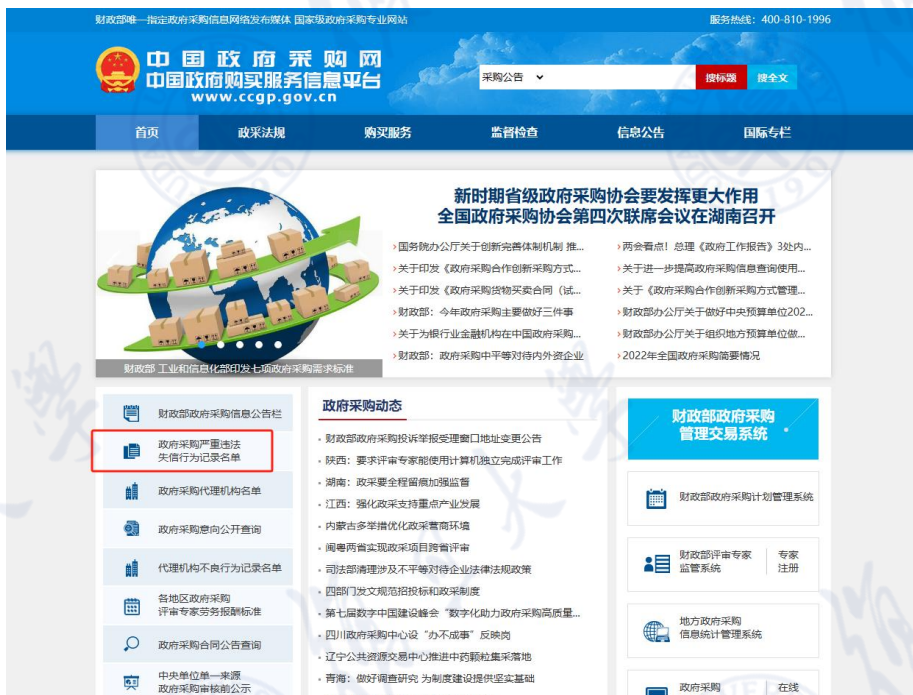 财政部唯一指定政府采购信息网络发布媒体 国家级政府采购专业网站
服务热线：400-810-1996
中国政府采购网
中国政府购买服务信息平台
www.ccgp.gov.cn
采购公告
搜标题
搜全文
首页
政采法规
购买服务
监督检查
信息公告
国际专栏
新时期省级政府采购协会要发挥更大作用
全国政府采购协会第四次联席会议在湖南召开
国务院办公厅关于创新完善体制机制 推...
关于印发《政府采购合作创新采购方式...
关于印发《政府采购货物买卖合同（试...
财政部：今年政府采购主要做好三件事
关于为银行业金融机构在中国政府采购...
财政部：政府采购中平等对待内外资企业
两会看点！总理《政府工作报告》3处内...
关于进一步提高政府采购信息查询使用...
关于《政府采购合作创新采购方式管理...
财政部办公厅关于做好中央预算单位202...
财政部办公厅关于组织地方预算单位做...
2022年全国政府采购简要情况
财政部 工业和信息化部印发七项政府采购需求标准
财政部政府采购信息公告栏
政府采购严重违法
失信行为记录名单
政府采购代理机构名单
政府采购意向公开查询
代理机构不良行为记录名单
各地区政府采购
评审专家劳务报酬标准
政府采购合同公告查询
中央单位单一来源
政府采购审核前公示
政府采购动态
财政部政府采购投诉举报受理窗口地址变更公告
陕西：要求评审专家能使用计算机独立完成评审工作
湖南：政采要全程留痕加强监督
江西：强化政采支持重点产业发展
内蒙古多举措优化政采营商环境
闽粤两省实现政采项目跨省评审
司法部清理涉及不平等对待企业法律法规政策
四部门发文规范招投标和政采制度
第七届数字中国建设峰会“数字化助力政府采购高质量...
四川政府采购中心设“办不成事”反映岗
辽宁公共资源交易中心推进中药颗粒集采落地
青海：做好调查研究 为制度建设提供坚实基础
财政部政府采购
管理交易系统
财政部政府采购计划管理系统
财政部评审专家
监管系统
专家
注册
地方政府采购
信息统计管理系统
政府采购
在线